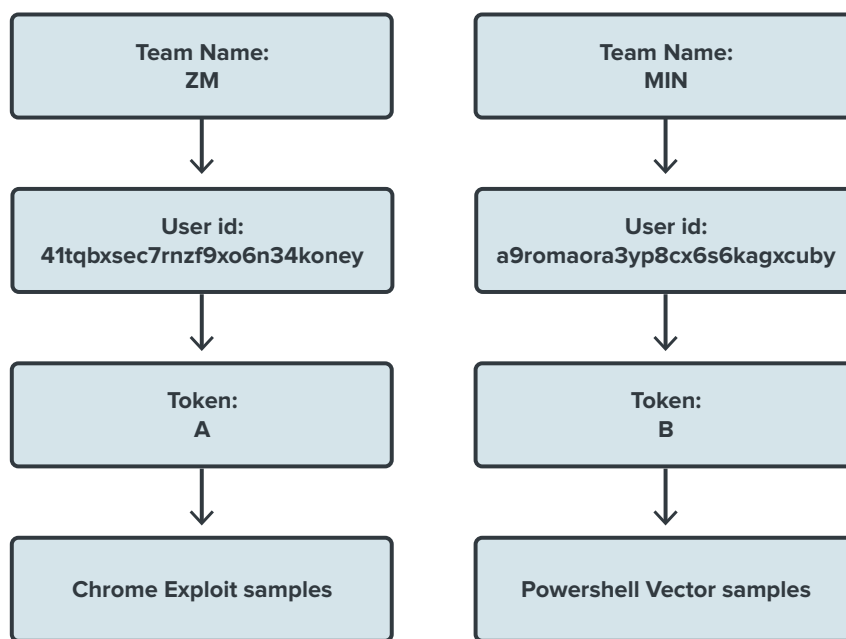 Team Name:
ZM
User id:
41tqbxsec7rnzf9xo6n34koney
Token:
A
Chrome Exploit samples
Team Name:
MIN
User id:
a9romaora3yp8cx6s6kagxcuby
Token:
B
Powershell Vector samples